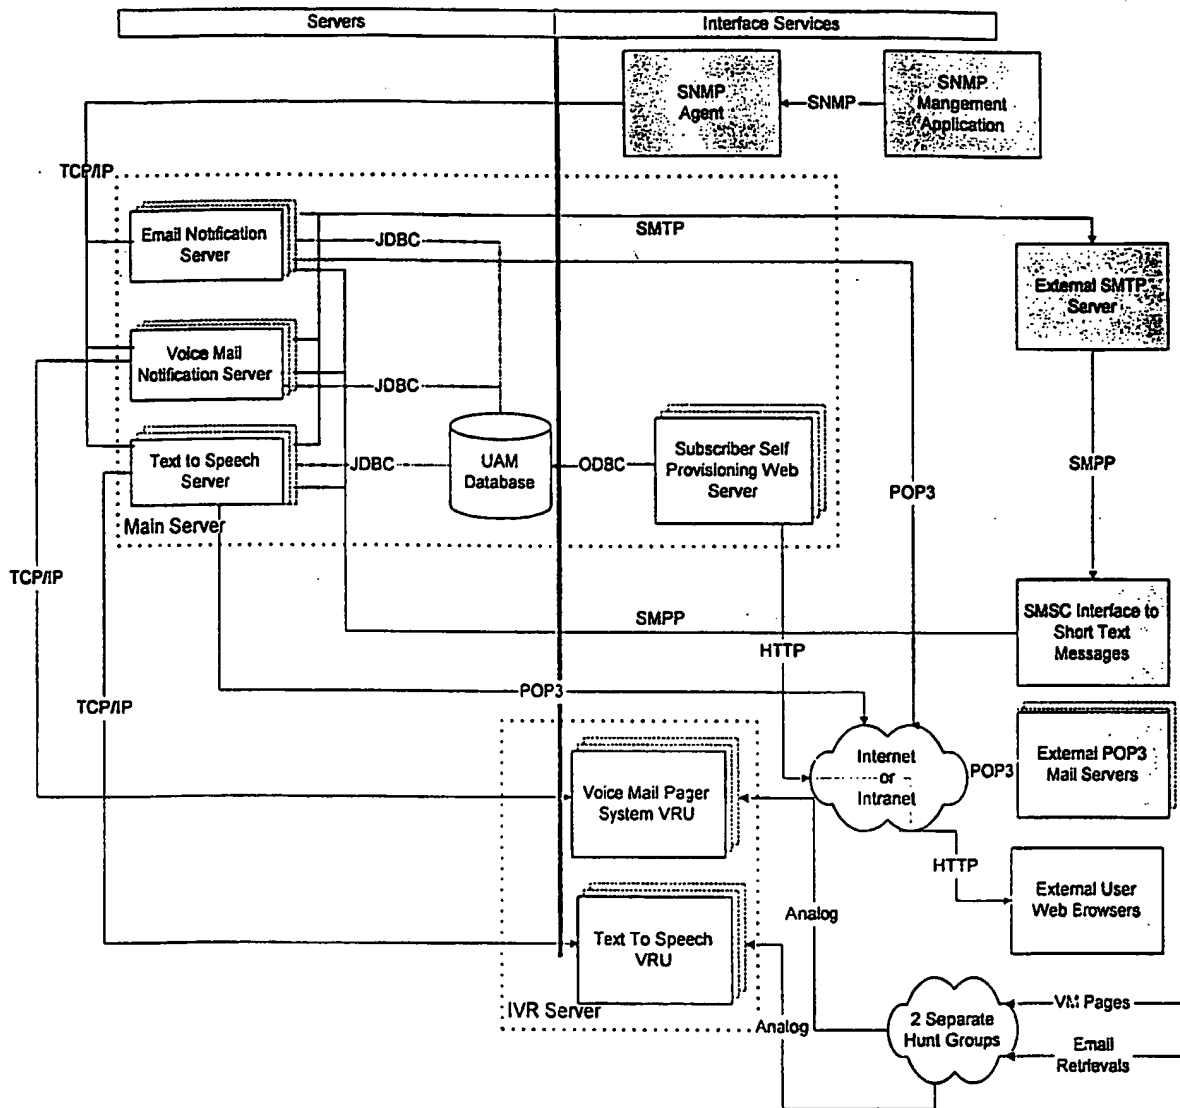 Servers
Interface Services
SNMP
Agent
SNMP
SNMP
Mangement
Application
TCP/IP
Email Notification
Server
JDBC
SMTP
External SMTP
Server
Voice Mail
Notification Server
JDBC
Text to Speech
Server
JDBC
UAM
Database
ODBC
Subscriber Self
Provisioning Web
Server
POP3
SMPP
Main Server
TCP/IP
SMPP
SMSC Interface to
Short Text
Messages
HTTP
POP3
TCP/IP
Internet
or
Intranet
POP3
External POP3
Mail Servers
Voice Mail Pager
System VRU
HTTP
External User
Web Browsers
Analog
Text To Speech
VRU
IVR Server
Analog
2 Separate
Hunt Groups
VM Pages
Email
Retrievals